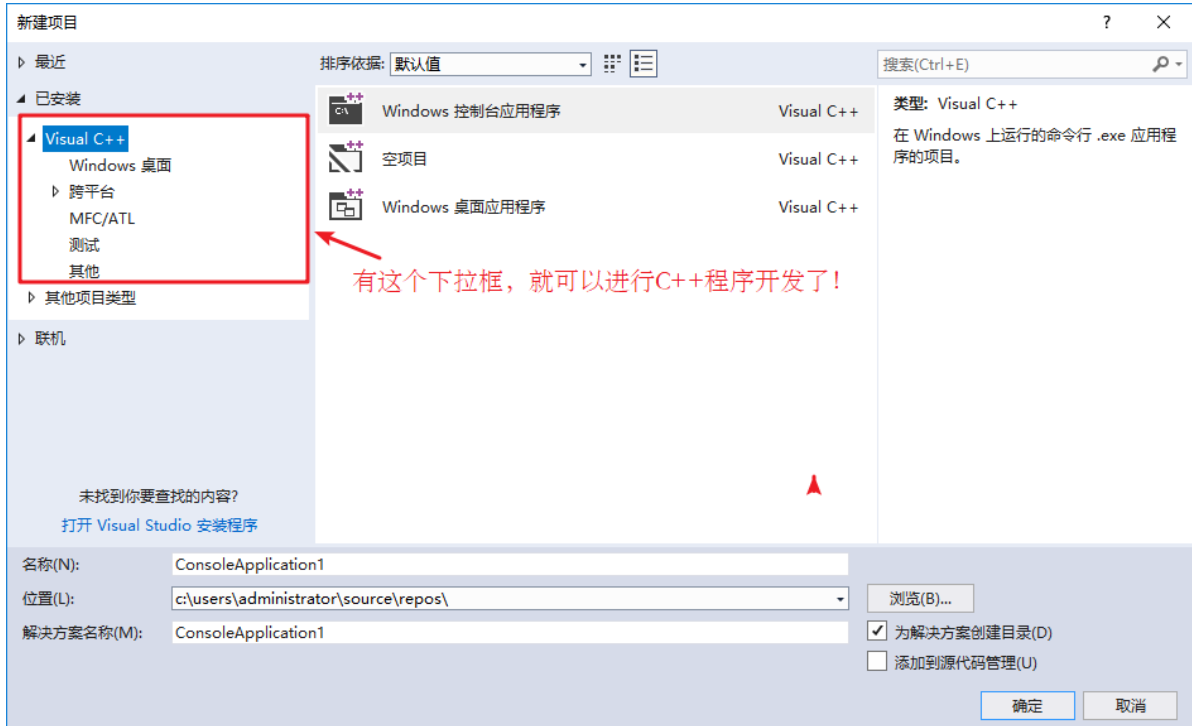 新建项目
?
最近
排序依据: 默认值
搜索(Ctrl+E)
已安装
Visual C++
Windows 桌面
跨平台
MFC/ATL
测试
其他
其他项目类型
联机
未找到你要查找的内容?
打开 Visual Studio 安装程序
Windows 控制台应用程序 Visual C++
空项目 Visual C++
Windows 桌面应用程序 Visual C++
有这个下拉框，就可以进行C++程序开发了!
类型: Visual C++
在 Windows 上运行的命令行 .exe 应用程
序的项目。
名称(N): ConsoleApplication1
位置(L): c:\users\administrator\source\repos\ 浏览(B)...
解决方案名称(M): ConsoleApplication1
为解决方案创建目录(D)
添加到源代码管理(U)
确定 取消